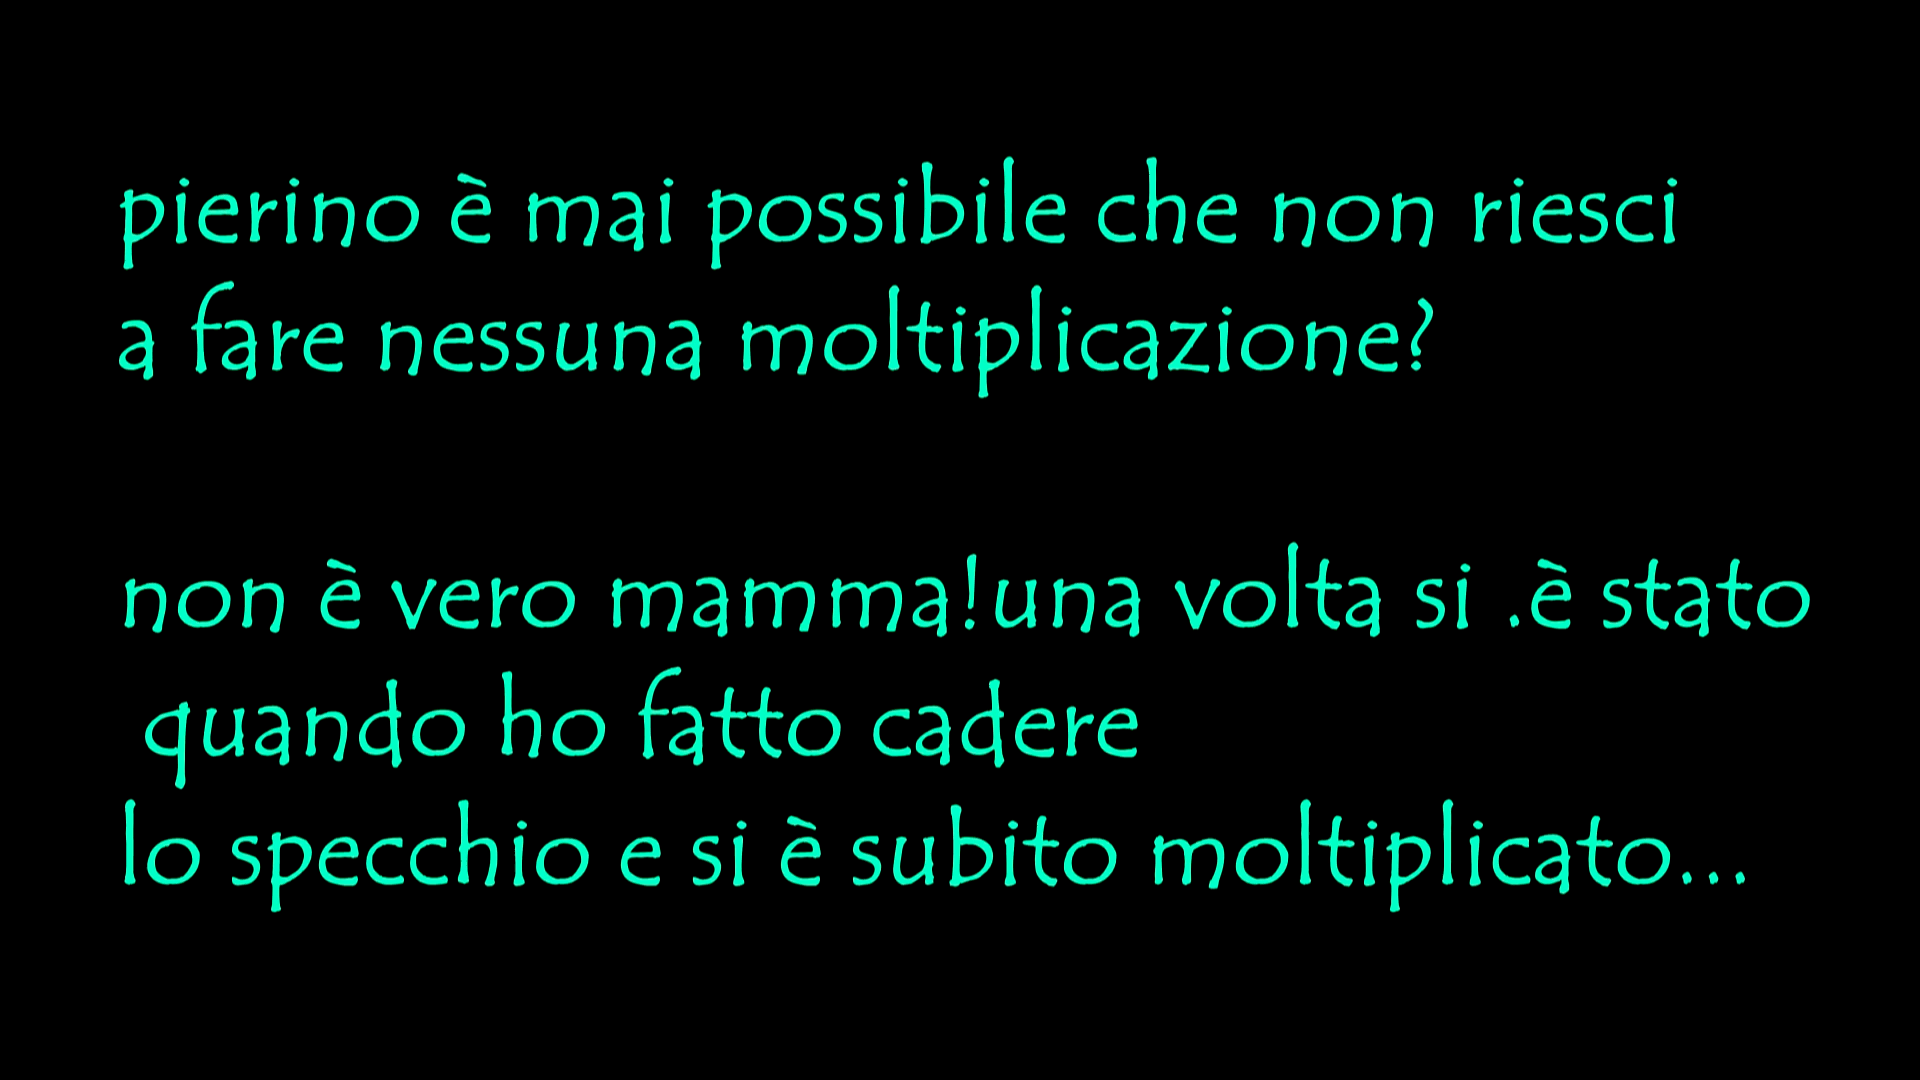 pierino è mai possibile che non riesci
a fare nessuna moltiplicazione?
non è vero mamma!una volta si .è stato
quando ho fatto cadere
lo specchio e si è subito moltiplicato...